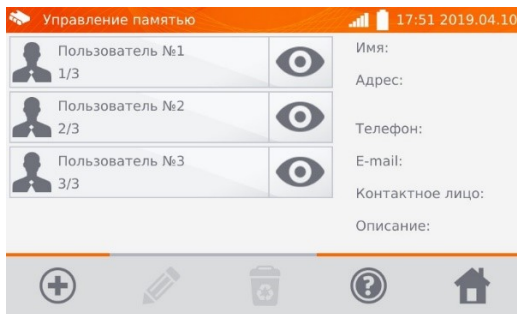 Управление памятью
17:51 2019.04.10
Пользователь №1
1/3
Пользователь №2
2/3
Пользователь №3
3/3
Имя:
Адрес:
Телефон:
E-mail:
Контактное лицо:
Описание: